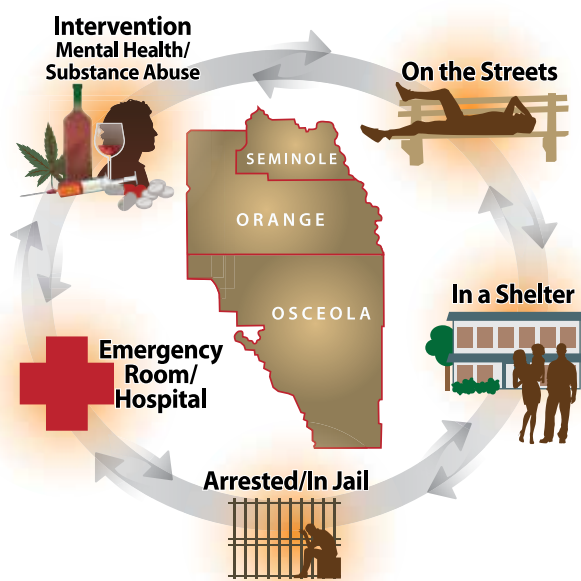 Intervention
Mental Health/
Substance Abuse
On the Streets
SEMINOLE
ORANGE
In a Shelter
OSCEOLA
Emergency
Room/
Hospital
Arrested/In Jail